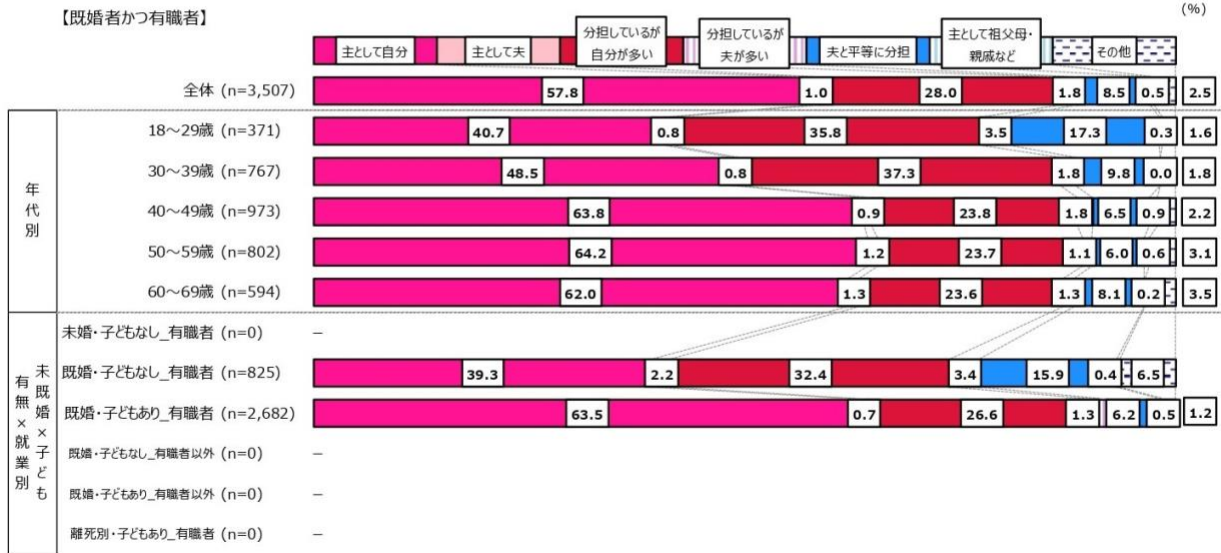 【既婚者かつ有職者】
(%)
主として自分
主として夫
分担しているが
自分が多い
分担しているが
夫が多い
夫と平等に分担
主として祖父母・
親戚など
その他
全体 (n=3,507)
57.8
1.0
28.0
1.8
8.5
0.5
2.5
年代別
18～29歳 (n=371)
40.7
0.8
35.8
3.5
17.3
0.3
1.6
30～39歳 (n=767)
48.5
0.8
37.3
1.8
9.8
0.0
1.8
40～49歳 (n=973)
63.8
0.9
23.8
1.8
6.5
0.9
2.2
50～59歳 (n=802)
64.2
1.2
23.7
1.1
6.0
0.6
3.1
60～69歳 (n=594)
62.0
1.3
23.6
1.3
8.1
0.2
3.5
未既婚×子ども
有無×就業別
未婚・子どもなし_有職者 (n=0)
–
既婚・子どもなし_有職者 (n=825)
39.3
2.2
32.4
3.4
15.9
0.4
6.5
既婚・子どもあり_有職者 (n=2,682)
63.5
0.7
26.6
1.3
6.2
0.5
1.2
既婚・子どもなし_有職者以外 (n=0)
–
既婚・子どもあり_有職者以外 (n=0)
–
離死別・子どもあり_有職者 (n=0)
–